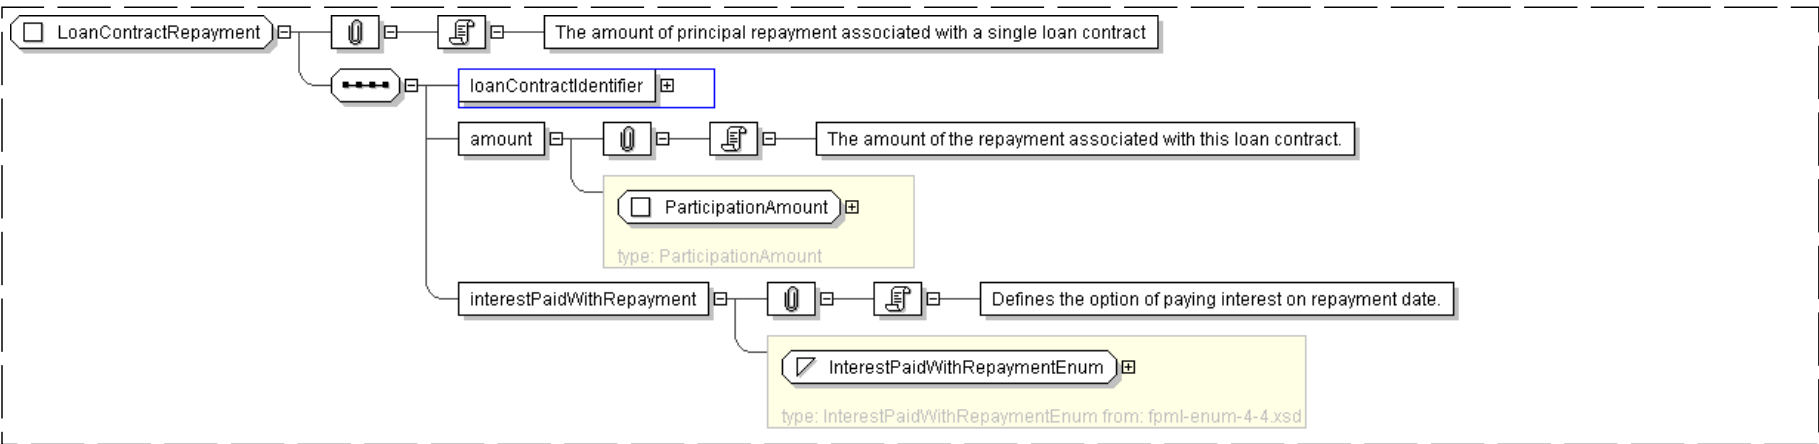 LoanContractRepayment
The amount of principal repayment associated with a single loan contract
loanContractIdentifier
amount
The amount of the repayment associated with this loan contract.
ParticipationAmount
type: ParticipationAmount
interestPaidWithRepayment
Defines the option of paying interest on repayment date.
InterestPaidWithRepaymentEnum
type: InterestPaidWithRepaymentEnum from: fpml-enum-4-4.xsd